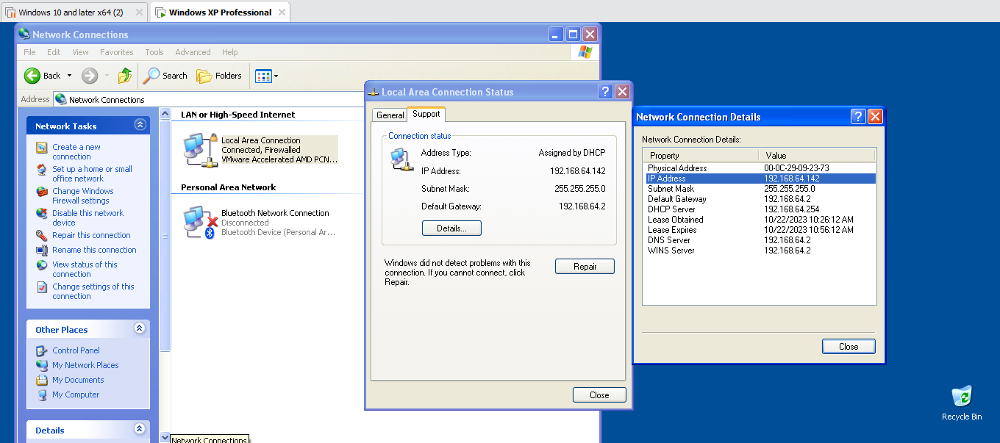 Windows 10 and later x64 (2)
Windows XP Professional
Network Connections
File Edit View Favorites Tools Advanced Help
Back Search Folders
Address Network Connections
Network Tasks
Create a new
connection
Set up a home or small
office network
Change Windows
Firewall settings
Disable this network
device
Repair this connection
Rename this connection
View status of this
connection
Change settings of this
connection
Other Places
Control Panel
My Network Places
My Documents
My Computer
Details
LAN or High-Speed Internet
Local Area Connection
Connected, Firewalled
VMware Accelerated AMD PCN...
Personal Area Network
Bluetooth Network Connection
Disconnected
Bluetooth Device (Personal Ar...
Network Connections
Local Area Connection Status
General Support
Connection status
Address Type: Assigned by DHCP
IP Address: 192.168.64.142
Subnet Mask: 255.255.255.0
Default Gateway: 192.168.64.2
Details...
Windows did not detect problems with this
connection. If you cannot connect, click
Repair.
Repair
Close
Network Connection Details
Network Connection Details:
Property Value
Physical Address 00-0C-29-09-23-73
IP Address 192.168.64.142
Subnet Mask 255.255.255.0
Default Gateway 192.168.64.2
DHCP Server 192.168.64.254
Lease Obtained 10/22/2023 10:26:12 AM
Lease Expires 10/22/2023 10:56:12 AM
DNS Server 192.168.64.2
WINS Server 192.168.64.2
Close
Recycle Bin